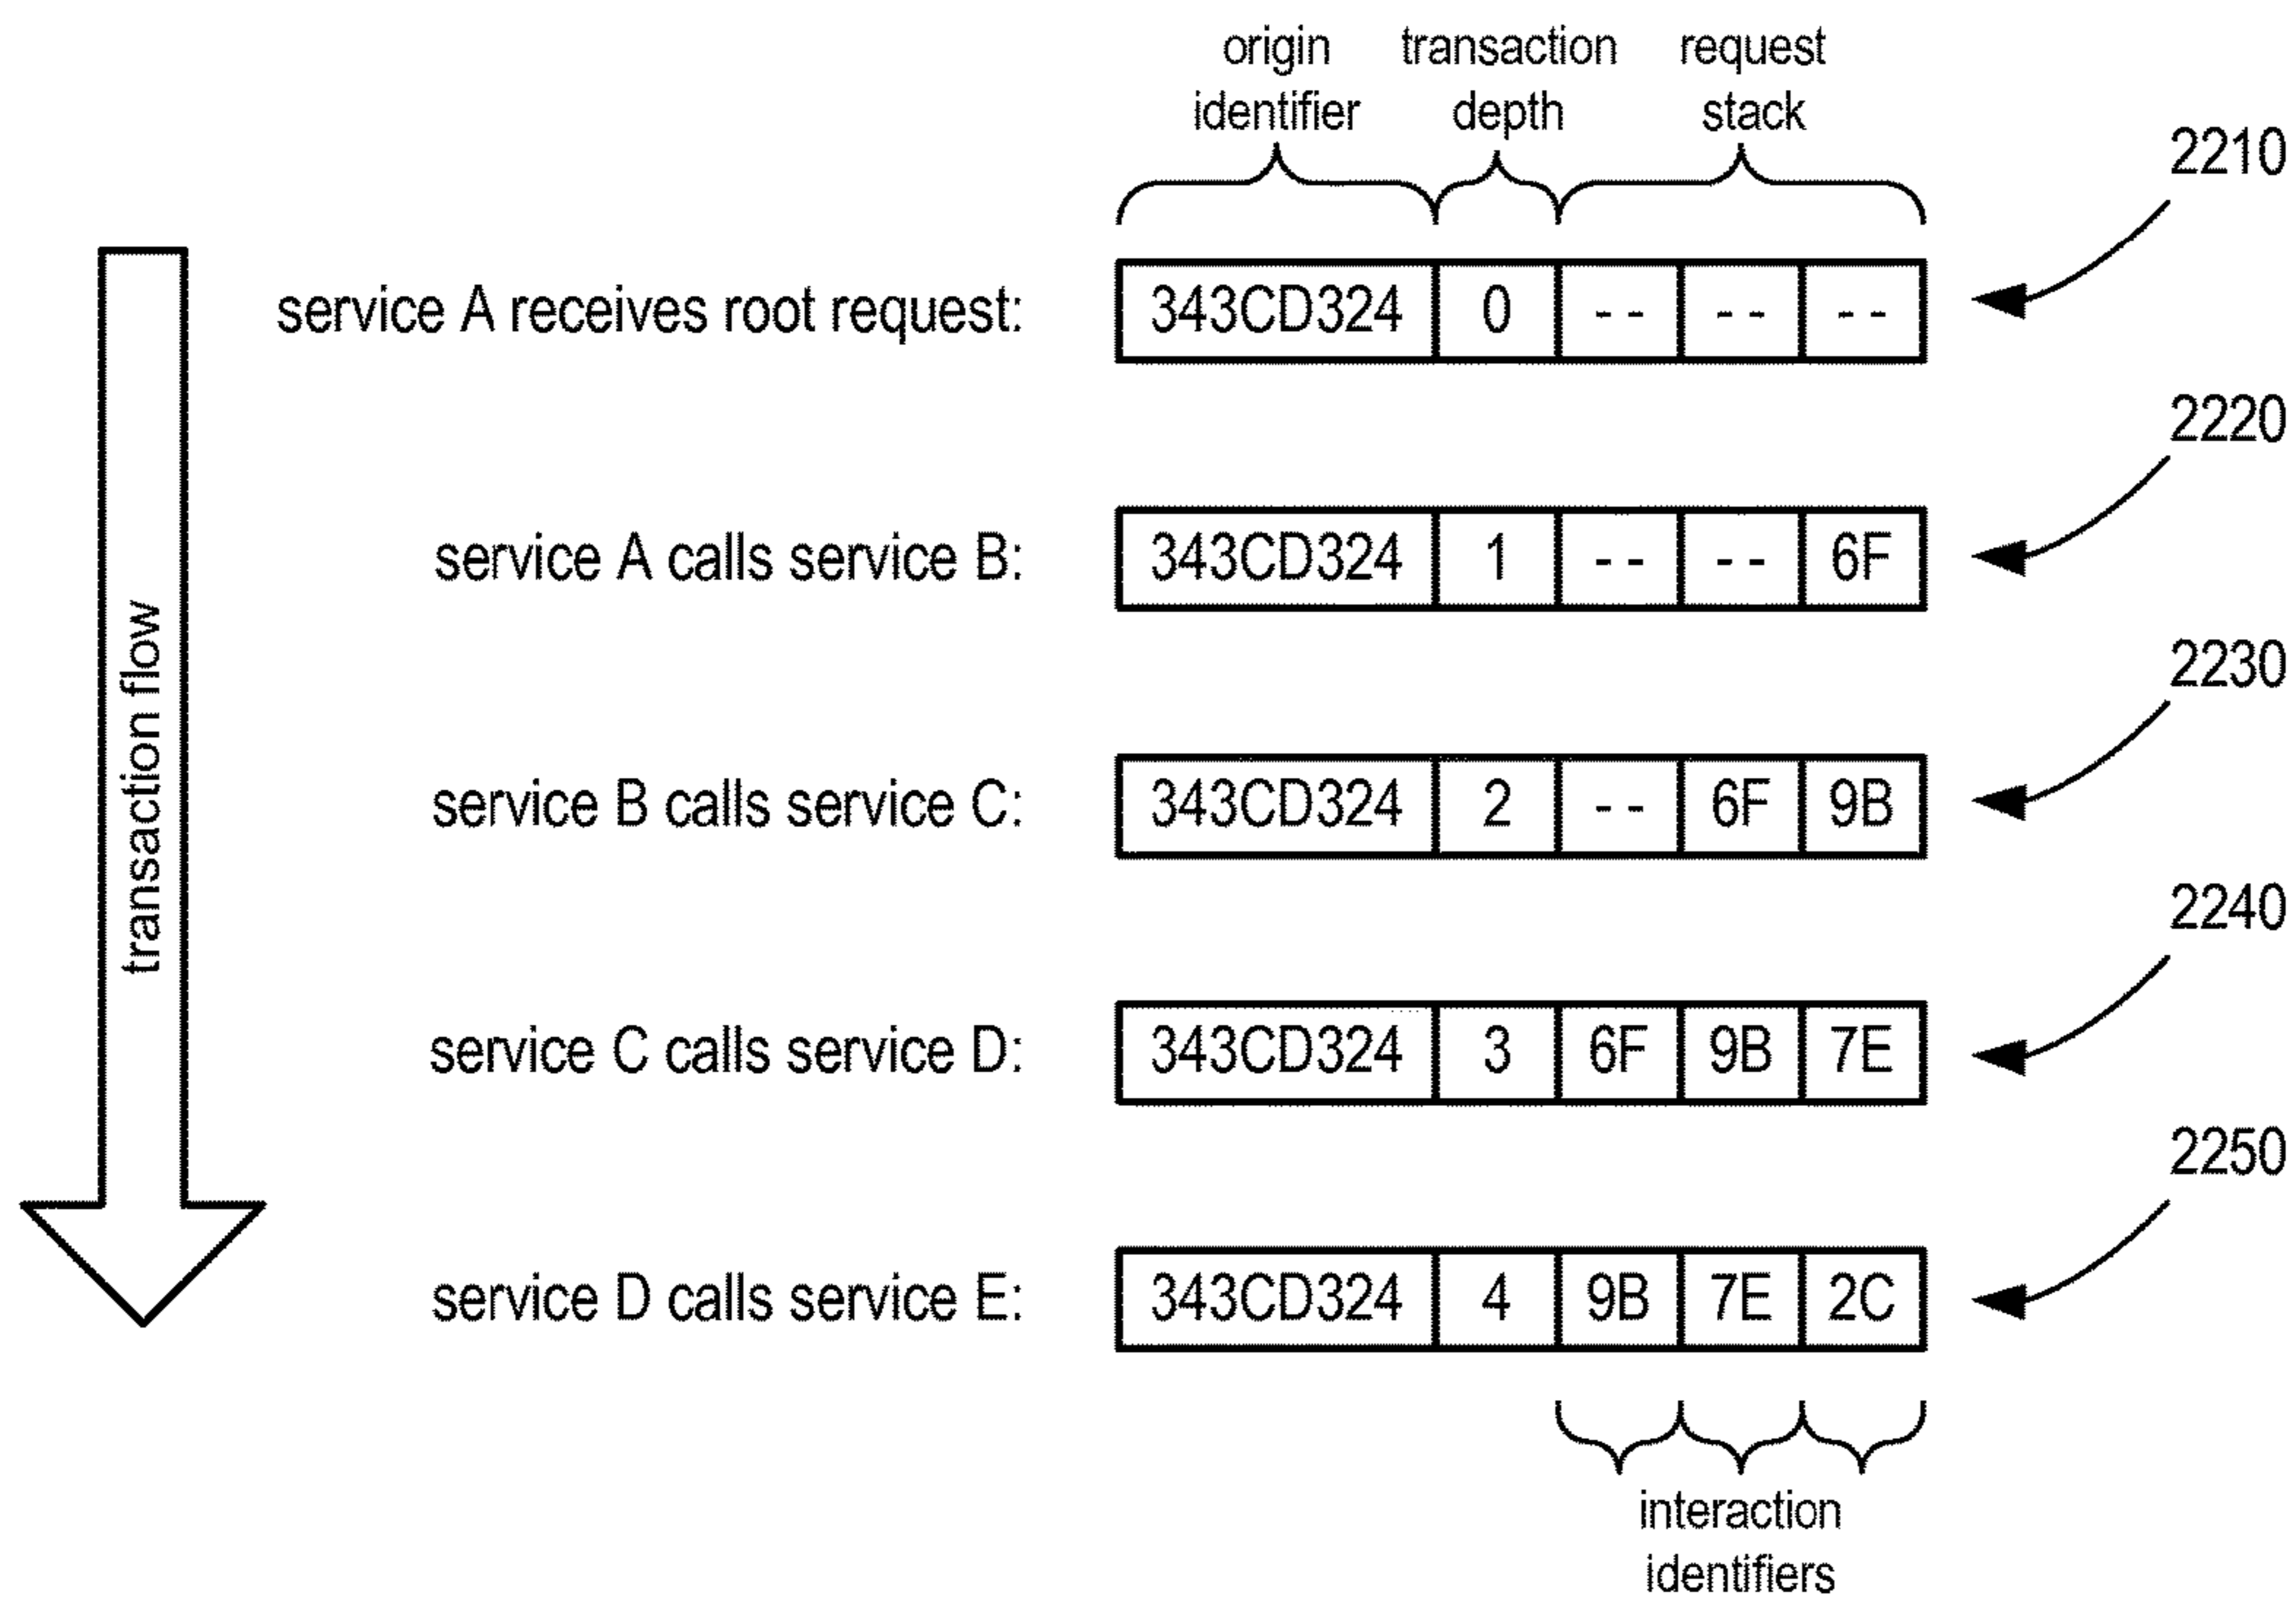 origin
identifier
transaction
depth
request
stack
2210
service A receives root request: 343CD324 0 -- -- --
2220
service A calls service B: 343CD324 1 -- -- 6F
2230
service B calls service C: 343CD324 2 -- 6F 9B
2240
service C calls service D: 343CD324 3 6F 9B 7E
2250
service D calls service E: 343CD324 4 9B 7E 2C
transaction flow
interaction
identifiers